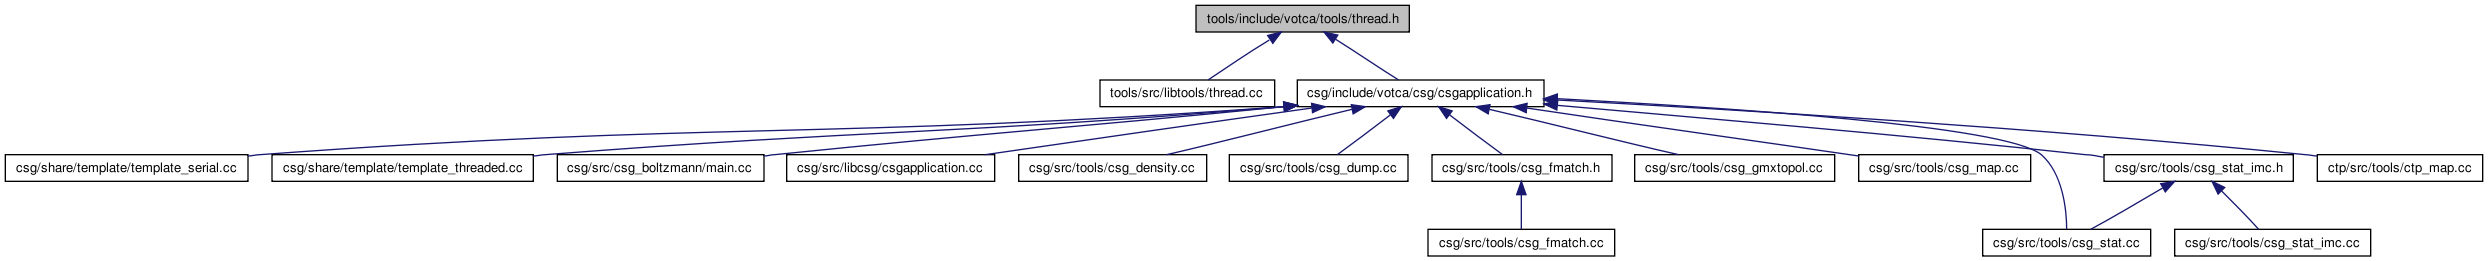 tools/include/votca/tools/thread.h
tools/src/libtools/thread.cc
csg/include/votca/csg/csgapplication.h
csg/share/template/template_serial.cc
csg/share/template/template_threaded.cc
csg/src/csg_boltzmann/main.cc
csg/src/libcsg/csgapplication.cc
csg/src/tools/csg_density.cc
csg/src/tools/csg_dump.cc
csg/src/tools/csg_fmatch.h
csg/src/tools/csg_gmxtopol.cc
csg/src/tools/csg_map.cc
csg/src/tools/csg_stat_imc.h
ctp/src/tools/ctp_map.cc
csg/src/tools/csg_fmatch.cc
csg/src/tools/csg_stat.cc
csg/src/tools/csg_stat_imc.cc